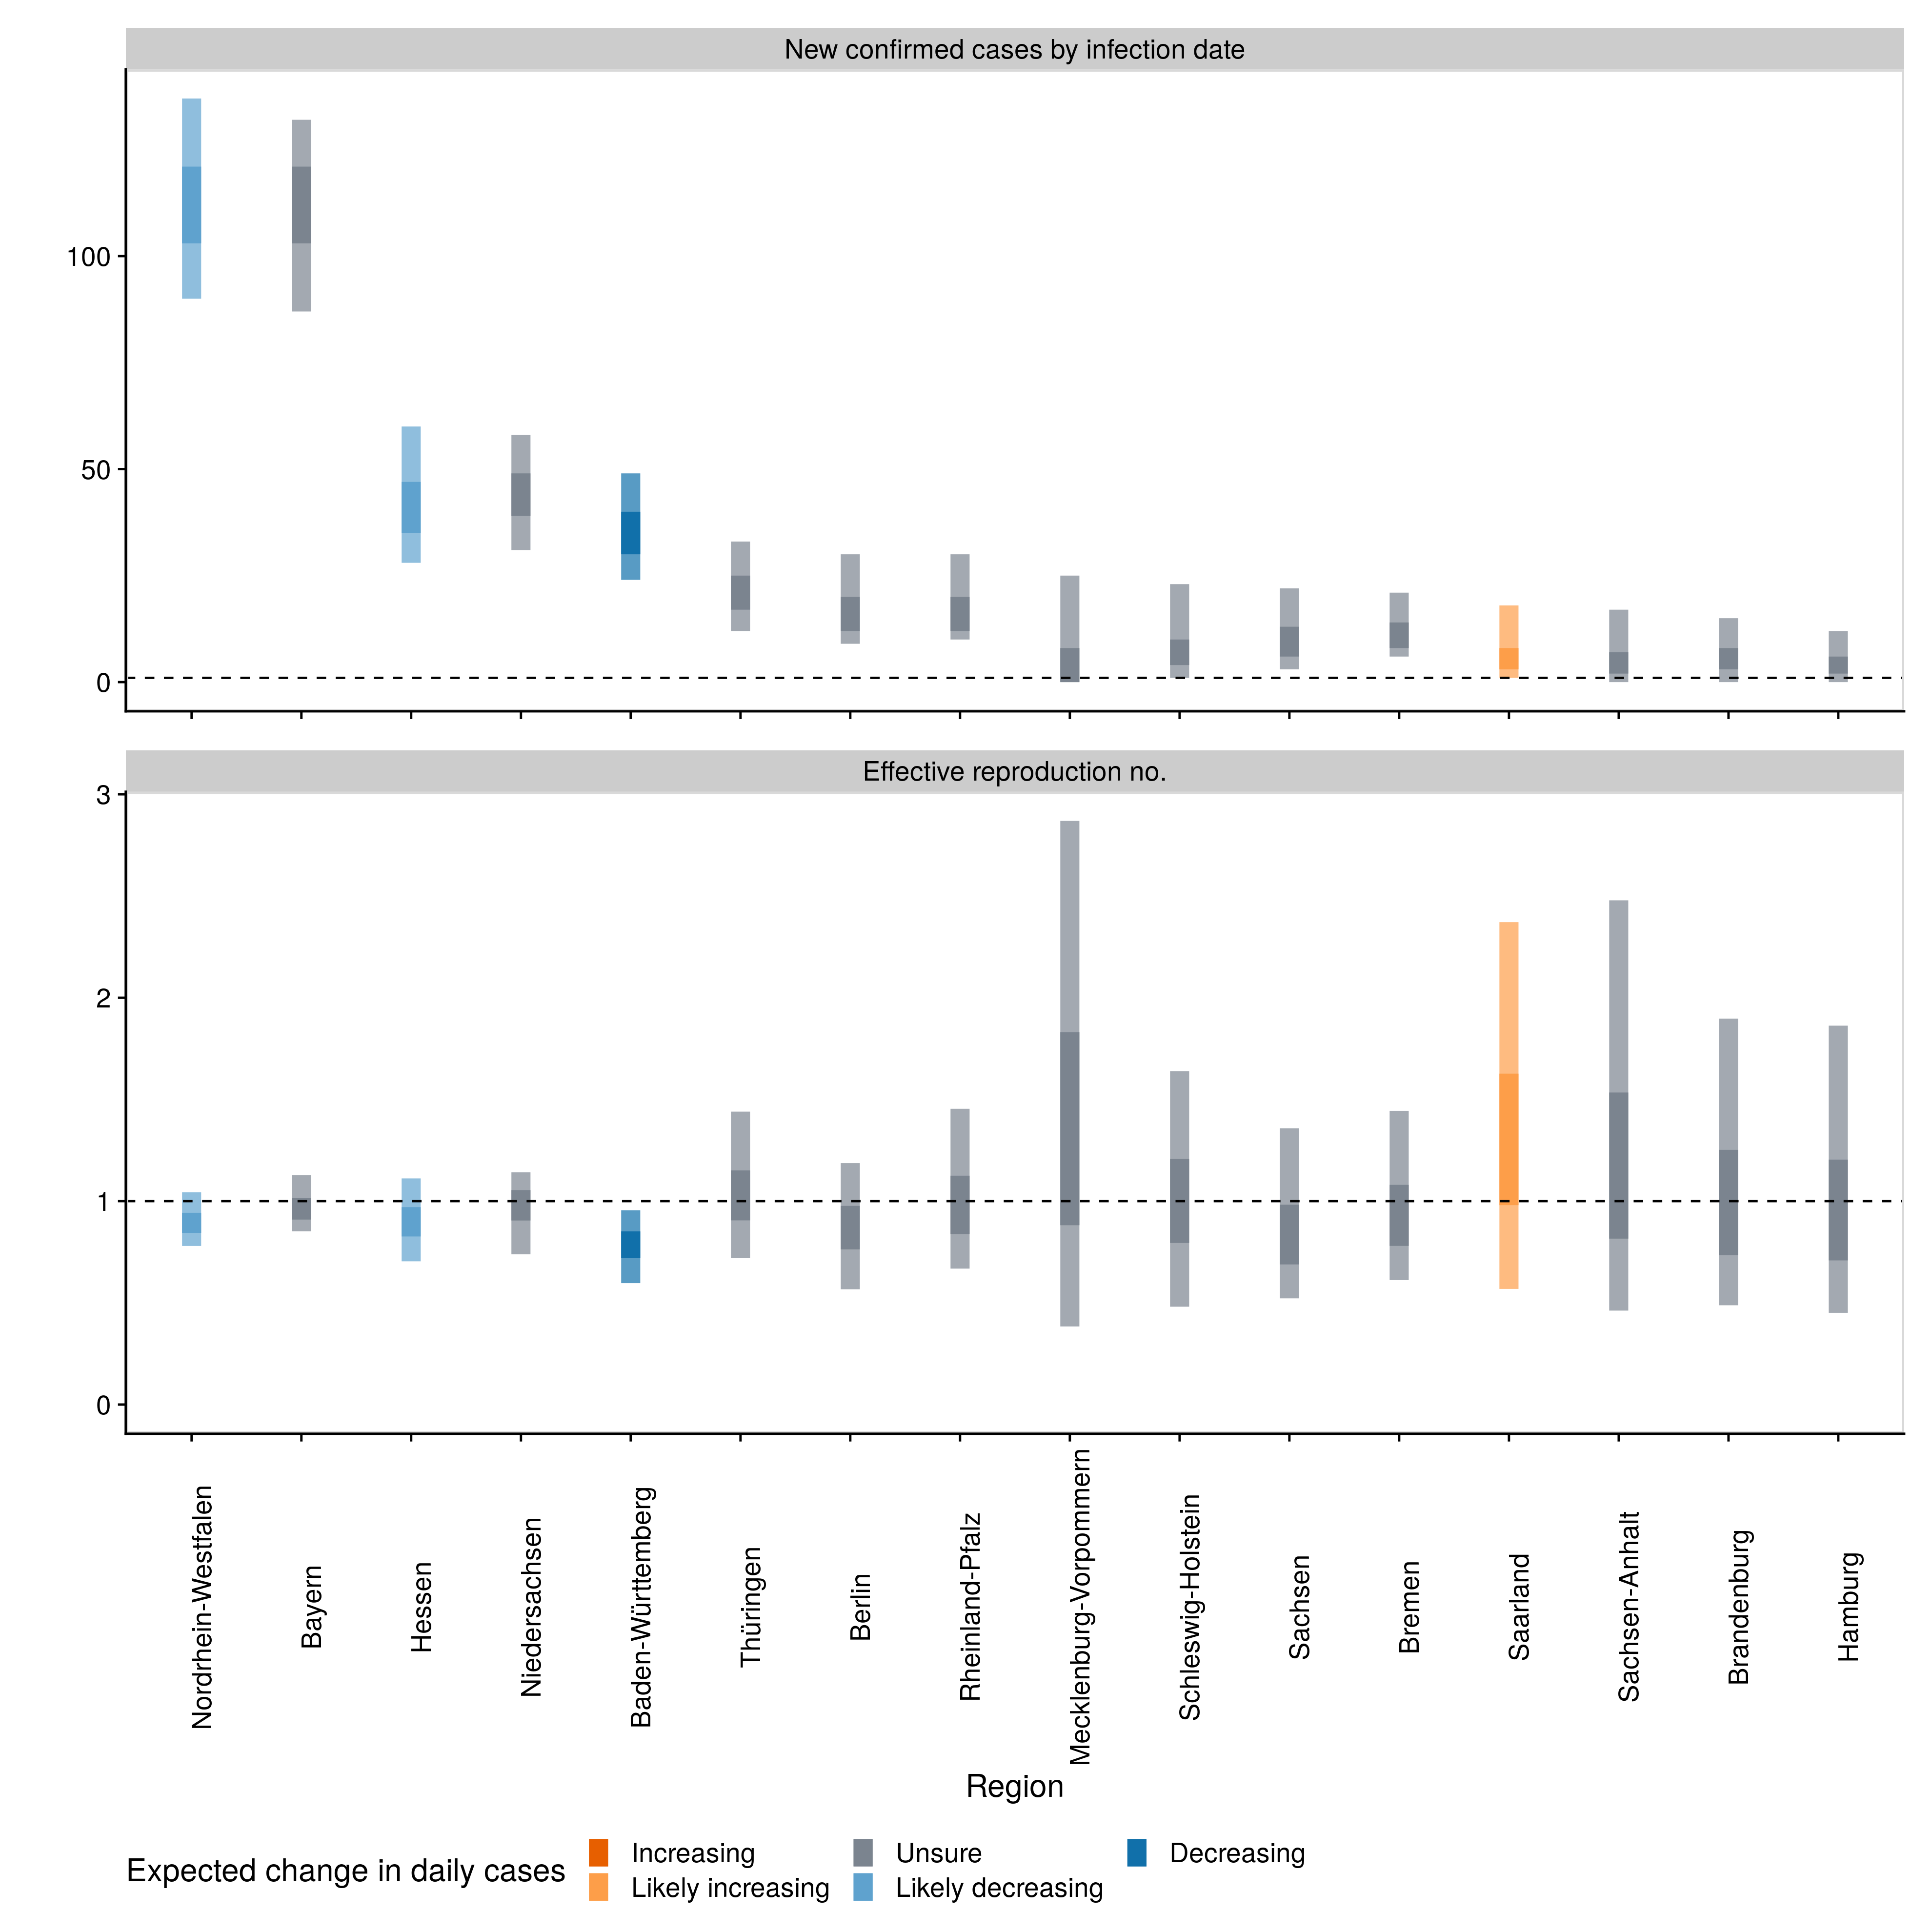 New confirmed cases by infection date
100
50
0
Effective reproduction no.
3
2
1
0
Nordrhein-Westfalen
Bayern
Hessen
Niedersachsen
Baden-Württemberg
Thüringen
Berlin
Rheinland-Pfalz
Mecklenburg-Vorpommern
Schleswig-Holstein
Sachsen
Bremen
Saarland
Sachsen-Anhalt
Brandenburg
Hamburg
Region
Expected change in daily cases
Increasing
Likely increasing
Unsure
Likely decreasing
Decreasing